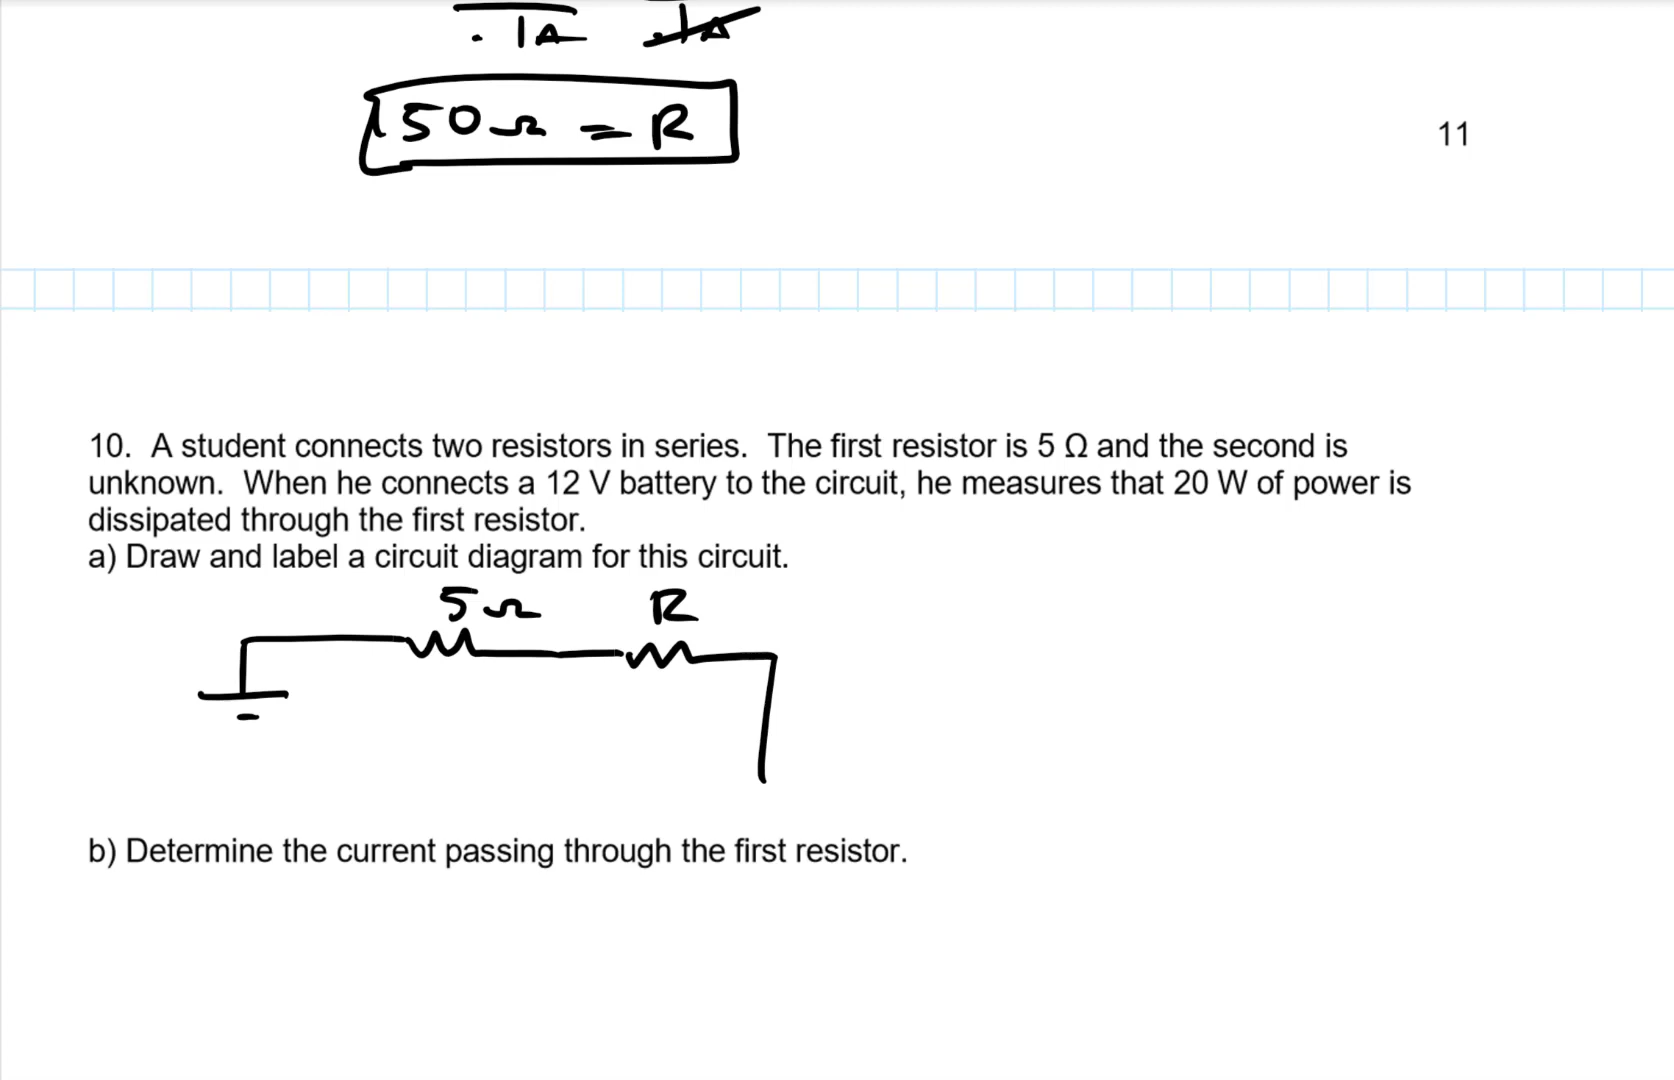 .1A .1A
50Ω = R
11
10. A student connects two resistors in series. The first resistor is 5 Ω and the second is
unknown. When he connects a 12 V battery to the circuit, he measures that 20 W of power is
dissipated through the first resistor.
a) Draw and label a circuit diagram for this circuit.
5Ω R
b) Determine the current passing through the first resistor.